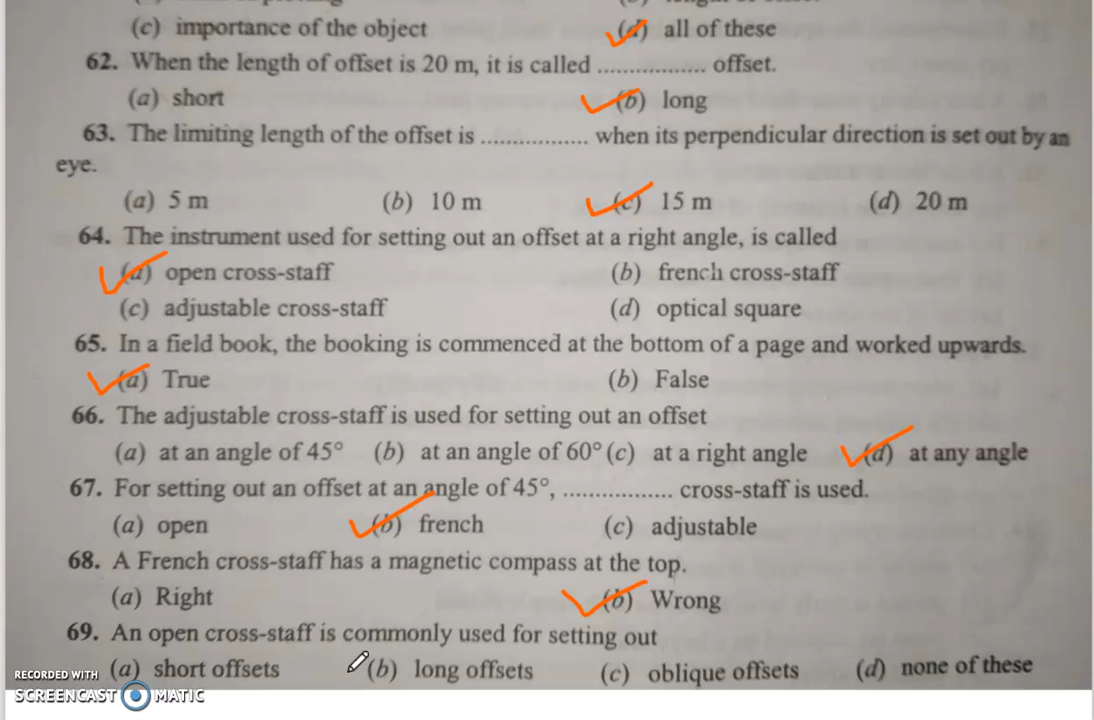 (c) importance of the object (d) all of these
62. When the length of offset is 20 m, it is called ................. offset.
(a) short (b) long
63. The limiting length of the offset is ................. when its perpendicular direction is set out by an
eye.
(a) 5 m (b) 10 m (c) 15 m (d) 20 m
64. The instrument used for setting out an offset at a right angle, is called
(a) open cross-staff (b) french cross-staff
(c) adjustable cross-staff (d) optical square
65. In a field book, the booking is commenced at the bottom of a page and worked upwards.
(a) True (b) False
66. The adjustable cross-staff is used for setting out an offset
(a) at an angle of 45° (b) at an angle of 60° (c) at a right angle (d) at any angle
67. For setting out an offset at an angle of 45°, ................. cross-staff is used.
(a) open (b) french (c) adjustable
68. A French cross-staff has a magnetic compass at the top.
(a) Right (b) Wrong
69. An open cross-staff is commonly used for setting out
(a) short offsets (b) long offsets (c) oblique offsets (d) none of these
RECORDED WITH
SCREENCAST MATIC